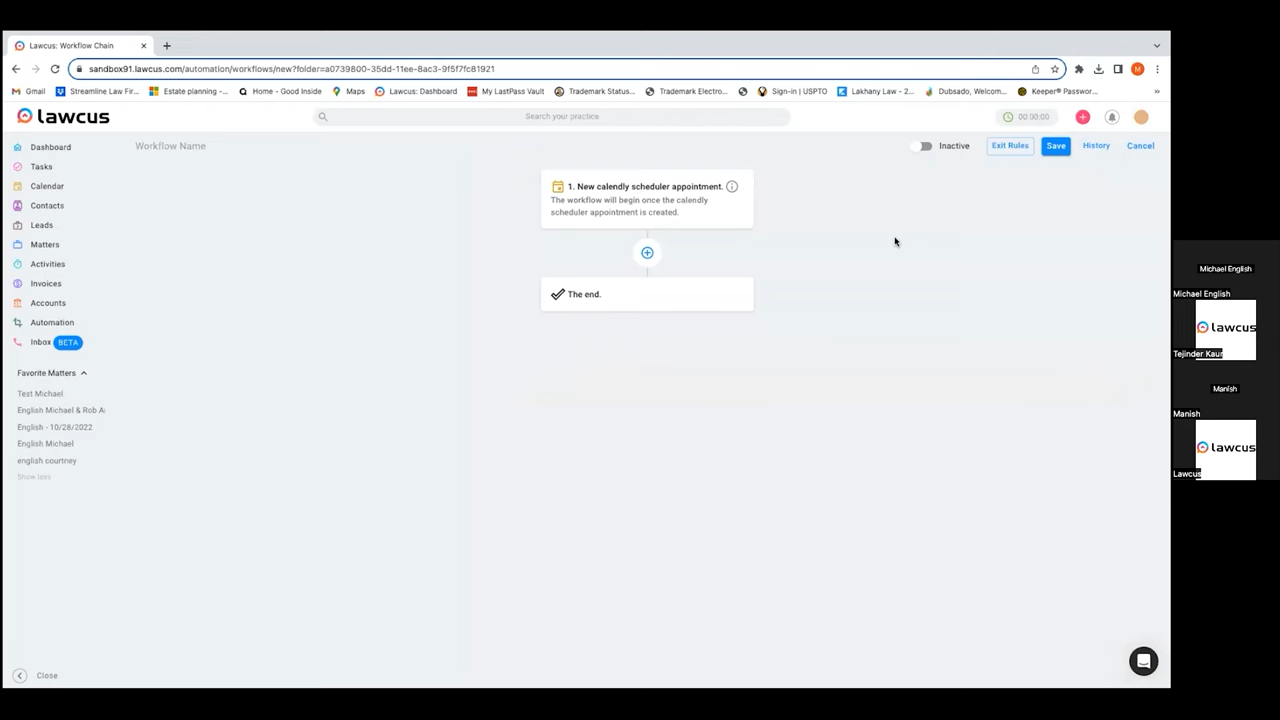 Lawcus: Workflow Chain
sandbox91.lawcus.com/automation/workflows/new?folder=a0739800-35dd-11ee-8ac3-9f5f7fc81921
M
Gmail
Streamline Law Fir...
Estate planning -...
Home - Good Inside
Maps
Lawcus: Dashboard
My LastPass Vault
Trademark Status...
Trademark Electro...
Sign-in | USPTO
Lakhany Law - 2...
Dubsado, Welcom...
Keeper® Passwor...
»
lawcus
Search your practice
00:00:00
Dashboard
Tasks
Calendar
Contacts
Leads
Matters
Activities
Invoices
Accounts
Automation
Inbox BETA
Favorite Matters
Test Michael
English Michael & Rob A
English - 10/28/2022
English Michael
english courtney
Show less
Close
Workflow Name
Inactive
Exit Rules
Save
History
Cancel
1. New calendly scheduler appointment.
The workflow will begin once the calendly
scheduler appointment is created.
The end.
Michael English
Michael English
lawcus
Tejinder Kaur
Manish
Manish
lawcus
Lawcus